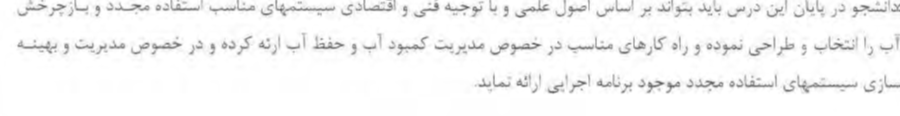 دانشجو در پایان این درس باید بتواند بر اساس اصول علمی و با توجیه فنی و اقتصادی سیستمهای مناسب استفاده مجدد و بازچرخش
آب را انتخاب و طراحی نموده و راه کارهای مناسب در خصوص مدیریت کمبود آب و حفظ آب ارئه کرده و در خصوص مدیریت و بهینه
سازی سیستمهای استفاده مجدد موجود برنامه اجرایی ارائه نماید.